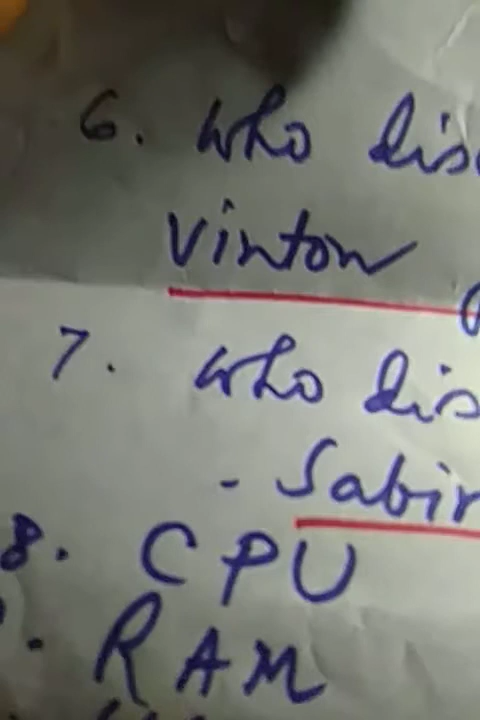 6. Who dis
Vinton
7. Who dis
- Sabir
8. CPU
. RAM